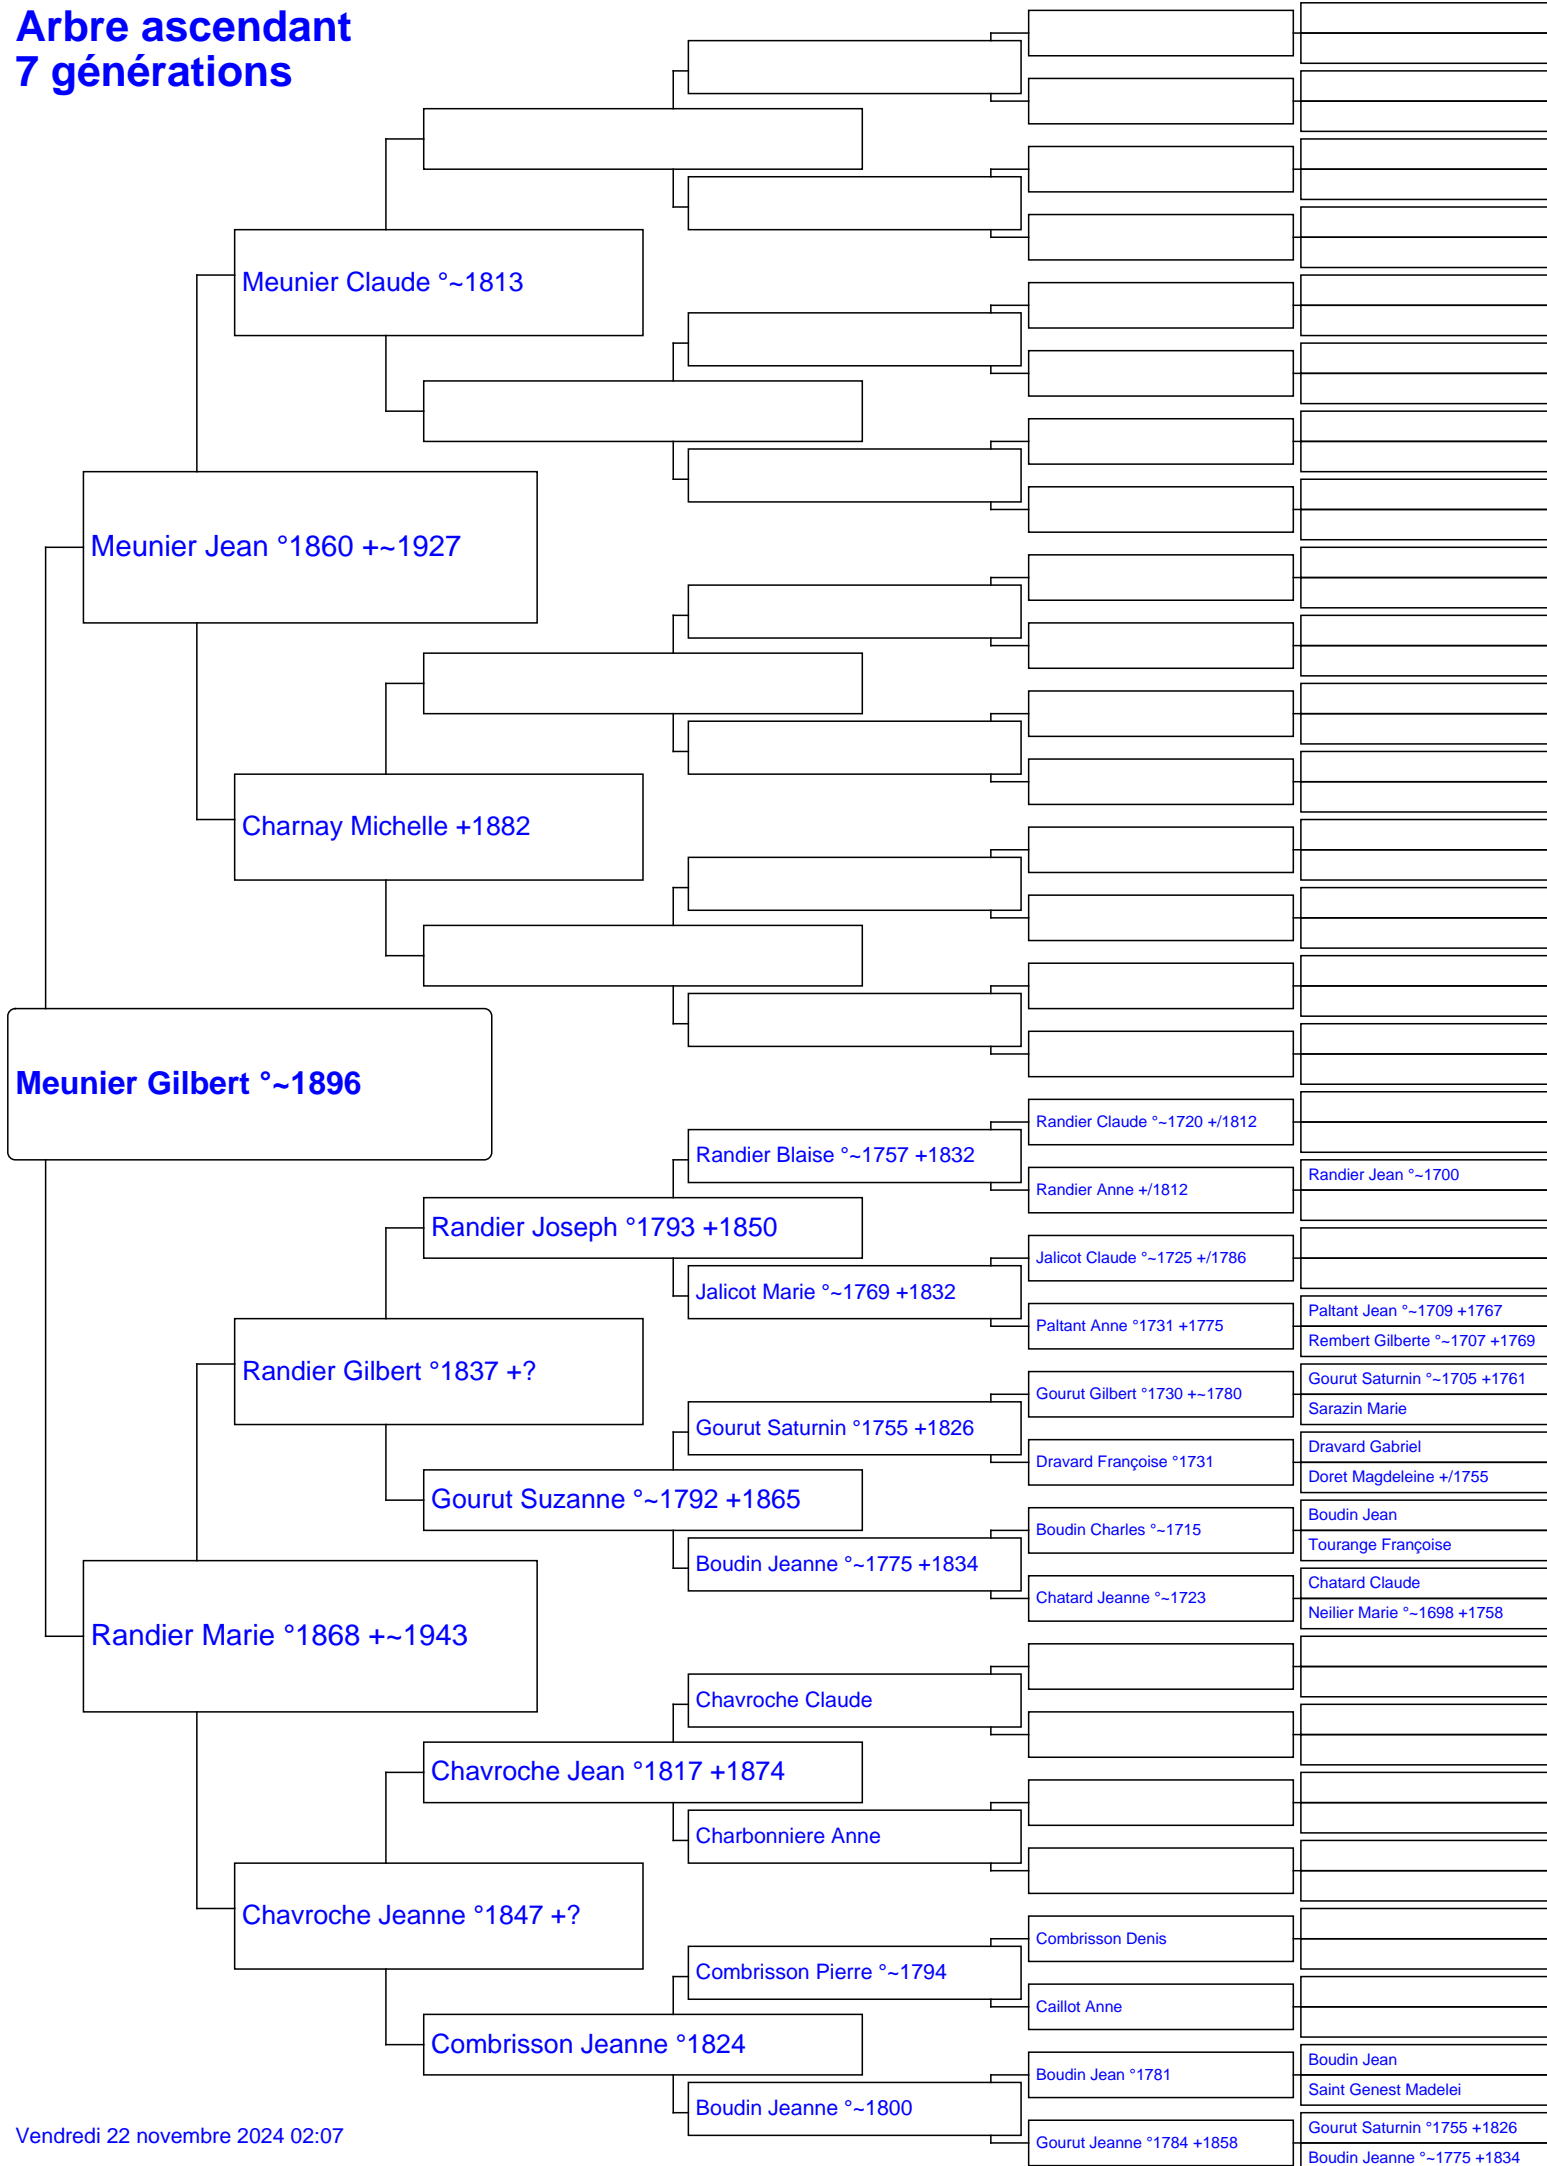 Arbre ascendant
7 générations
Meunier Claude °~1813
Meunier Jean °1860 +~1927
Charnay Michelle +1882
Meunier Gilbert °~1896
Randier Claude °~1720 +/1812
Randier Blaise °~1757 +1832
Randier Jean °~1700
Randier Anne +/1812
Randier Joseph °1793 +1850
Jalicot Claude °~1725 +/1786
Jalicot Marie °~1769 +1832
Paltant Jean °~1709 +1767
Paltant Anne °1731 +1775
Rembert Gilberte °~1707 +1769
Randier Gilbert °1837 +?
Gourut Saturnin °~1705 +1761
Gourut Gilbert °1730 +~1780
Sarazin Marie
Gourut Saturnin °1755 +1826
Dravard Gabriel
Dravard Françoise °1731
Doret Magdeleine +/1755
Gourut Suzanne °~1792 +1865
Boudin Jean
Boudin Charles °~1715
Tourange Françoise
Boudin Jeanne °~1775 +1834
Chatard Claude
Chatard Jeanne °~1723
Neilier Marie °~1698 +1758
Randier Marie °1868 +~1943
Chavroche Claude
Chavroche Jean °1817 +1874
Charbonniere Anne
Chavroche Jeanne °1847 +?
Combrisson Denis
Combrisson Pierre °~1794
Caillot Anne
Combrisson Jeanne °1824
Boudin Jean
Boudin Jean °1781
Saint Genest Madelei
Boudin Jeanne °~1800
Gourut Saturnin °1755 +1826
Gourut Jeanne °1784 +1858
Boudin Jeanne °~1775 +1834
Vendredi 22 novembre 2024 02:07